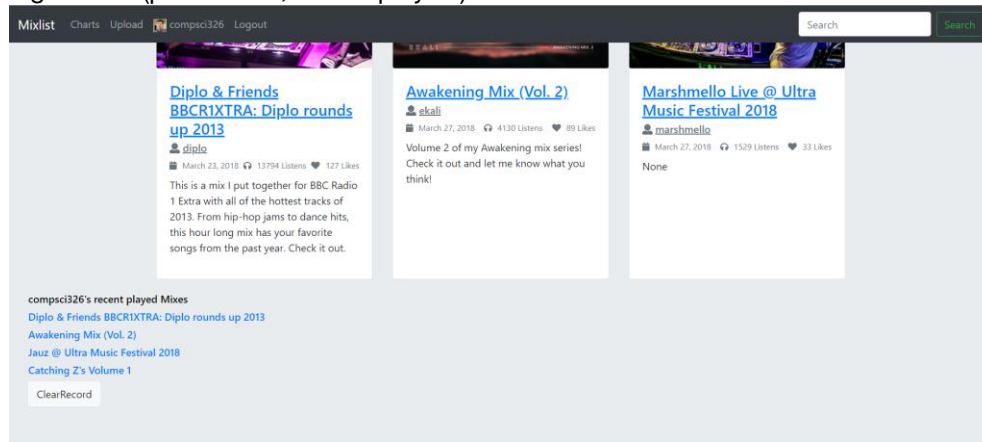 Mixlist Charts Upload compsci326 Logout Search Search
EKALI AWAKENING MIX 2
Diplo & Friends
BBCR1XTRA: Diplo rounds
up 2013
diplo
March 23, 2018 13794 Listens 127 Likes
This is a mix I put together for BBC Radio
1 Extra with all of the hottest tracks of
2013. From hip-hop jams to dance hits,
this hour long mix has your favorite
songs from the past year. Check it out.
Awakening Mix (Vol. 2)
ekali
March 27, 2018 4130 Listens 89 Likes
Volume 2 of my Awakening mix series!
Check it out and let me know what you
think!
Marshmello Live @ Ultra
Music Festival 2018
marshmello
March 27, 2018 1529 Listens 33 Likes
None
compsci326's recent played Mixes
Diplo & Friends BBCR1XTRA: Diplo rounds up 2013
Awakening Mix (Vol. 2)
Jauz @ Ultra Music Festival 2018
Catching Z's Volume 1
ClearRecord